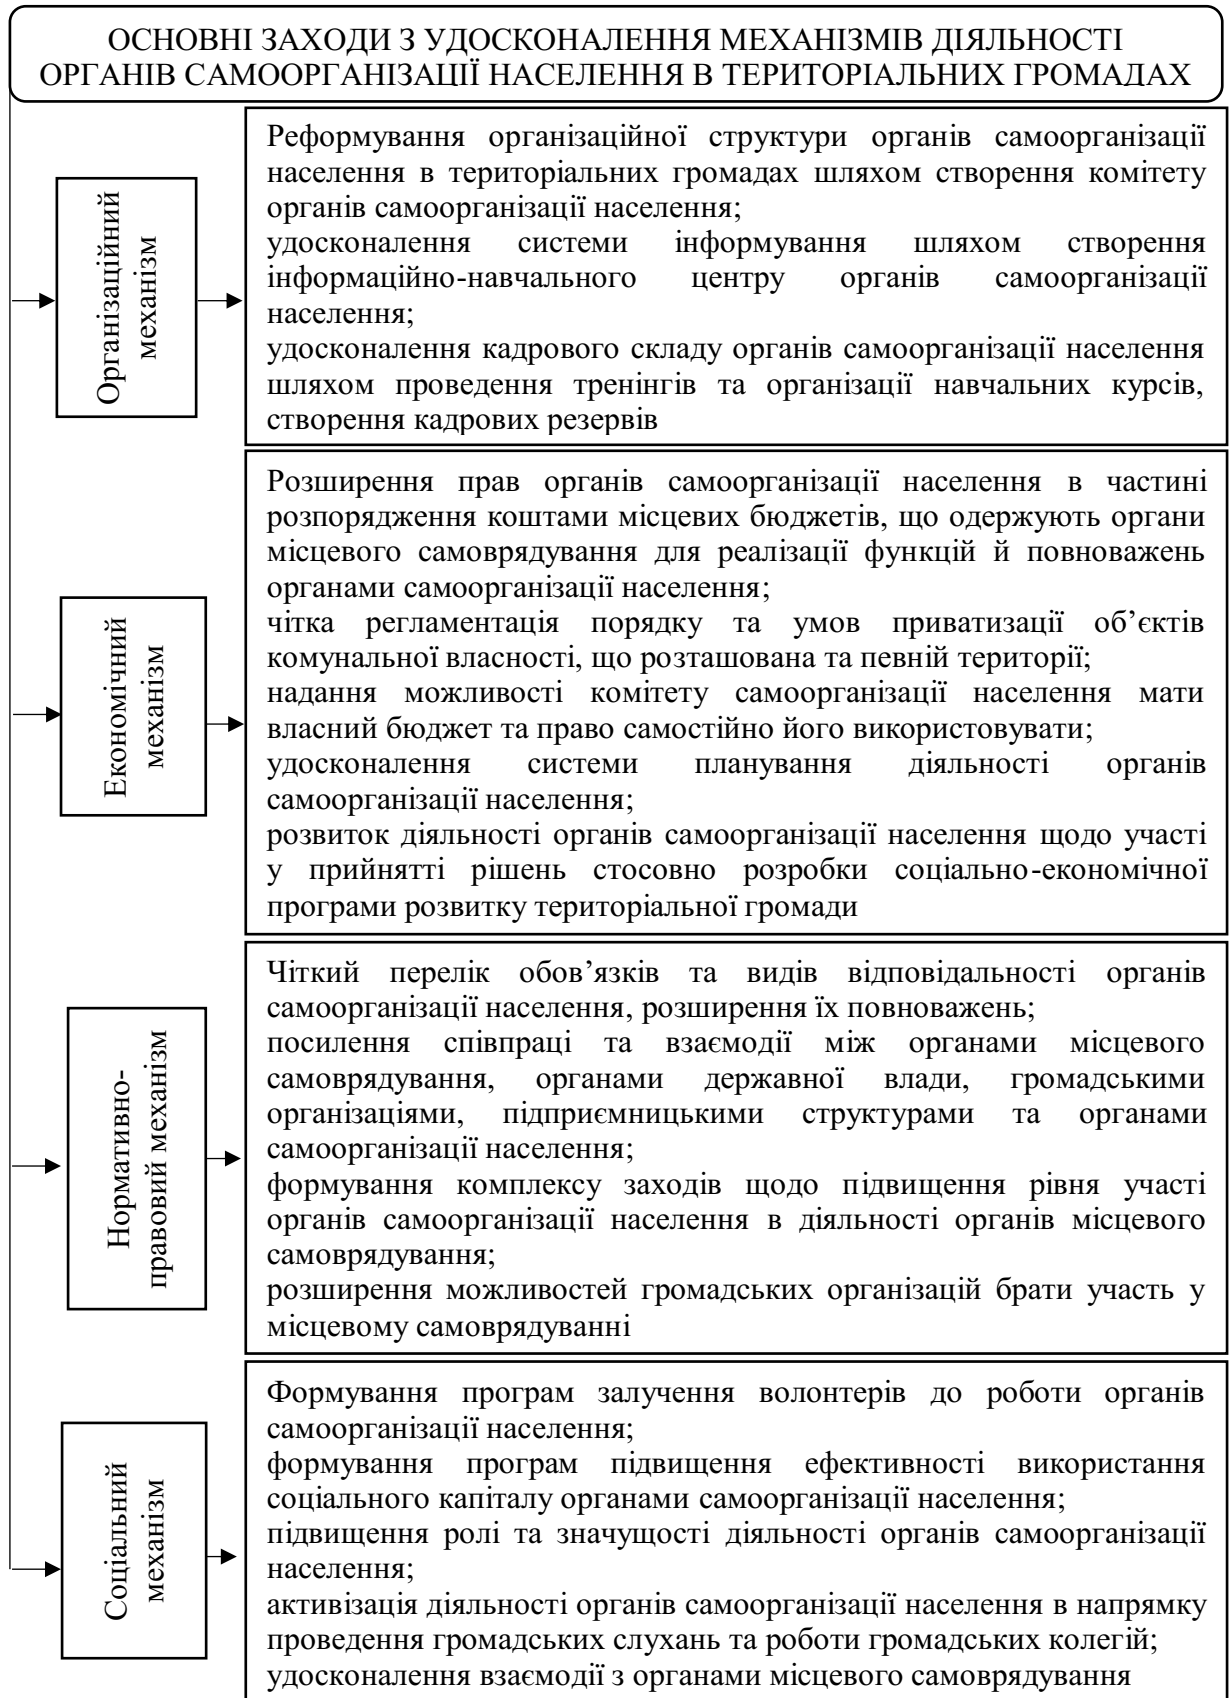 ОСНОВНІ ЗАХОДИ З УДОСКОНАЛЕННЯ МЕХАНІЗМІВ ДІЯЛЬНОСТІ
ОРГАНІВ САМООРГАНІЗАЦІЇ НАСЕЛЕННЯ В ТЕРИТОРІАЛЬНИХ ГРОМАДАХ
Організаційний
механізм
Реформування організаційної структури органів самоорганізації
населення в територіальних громадах шляхом створення комітету
органів самоорганізації населення;
удосконалення системи інформування шляхом створення
інформаційно-навчального центру органів самоорганізації
населення;
удосконалення кадрового складу органів самоорганізації населення
шляхом проведення тренінгів та організації навчальних курсів,
створення кадрових резервів
Економічний
механізм
Розширення прав органів самоорганізації населення в частині
розпорядження коштами місцевих бюджетів, що одержують органи
місцевого самоврядування для реалізації функцій й повноважень
органами самоорганізації населення;
чітка регламентація порядку та умов приватизації об’єктів
комунальної власності, що розташована та певній території;
надання можливості комітету самоорганізації населення мати
власний бюджет та право самостійно його використовувати;
удосконалення системи планування діяльності органів
самоорганізації населення;
розвиток діяльності органів самоорганізації населення щодо участі
у прийнятті рішень стосовно розробки соціально-економічної
програми розвитку територіальної громади
Нормативно-
правовий механізм
Чіткий перелік обов’язків та видів відповідальності органів
самоорганізації населення, розширення їх повноважень;
посилення співпраці та взаємодії між органами місцевого
самоврядування, органами державної влади, громадськими
організаціями, підприємницькими структурами та органами
самоорганізації населення;
формування комплексу заходів щодо підвищення рівня участі
органів самоорганізації населення в діяльності органів місцевого
самоврядування;
розширення можливостей громадських організацій брати участь у
місцевому самоврядуванні
Соціальний
механізм
Формування програм залучення волонтерів до роботи органів
самоорганізації населення;
формування програм підвищення ефективності використання
соціального капіталу органами самоорганізації населення;
підвищення ролі та значущості діяльності органів самоорганізації
населення;
активізація діяльності органів самоорганізації населення в напрямку
проведення громадських слухань та роботи громадських колегій;
удосконалення взаємодії з органами місцевого самоврядування